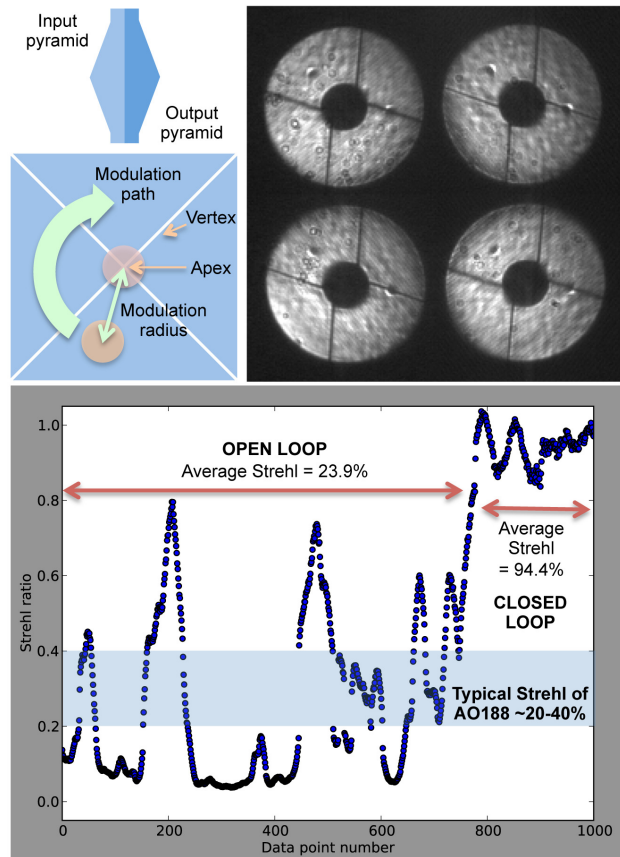 Input
pyramid
Output
pyramid
Modulation
path
Vertex
Apex
Modulation
radius
1.0
0.8
0.6
0.4
0.2
0.0
Strehl ratio
OPEN LOOP
Average Strehl = 23.9%
Average
Strehl
= 94.4%
CLOSED
LOOP
Typical Strehl of
AO188 ~20-40%
0 200 400 600 800 1000
Data point number